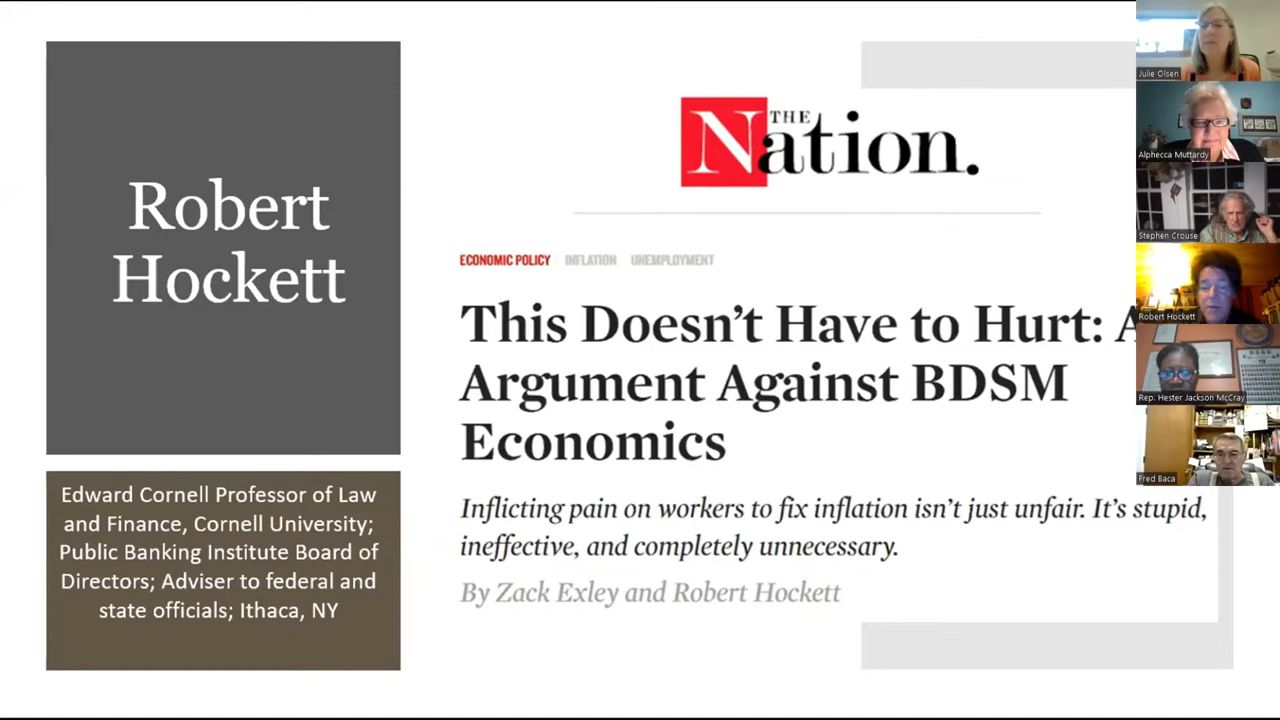 Robert
Hockett
Edward Cornell Professor of Law
and Finance, Cornell University;
Public Banking Institute Board of
Directors; Adviser to federal and
state officials; Ithaca, NY
THE
Nation.
ECONOMIC POLICY INFLATION UNEMPLOYMENT
This Doesn’t Have to Hurt:
Argument Against BDSM
Economics
Inflicting pain on workers to fix inflation isn’t just unfair. It’s stupid,
ineffective, and completely unnecessary.
By Zack Exley and Robert Hockett
Julie Olsen
Alphecca Muttardy
Stephen Crouse
Robert Hockett
Rep. Hester Jackson McCray
Fred Baca